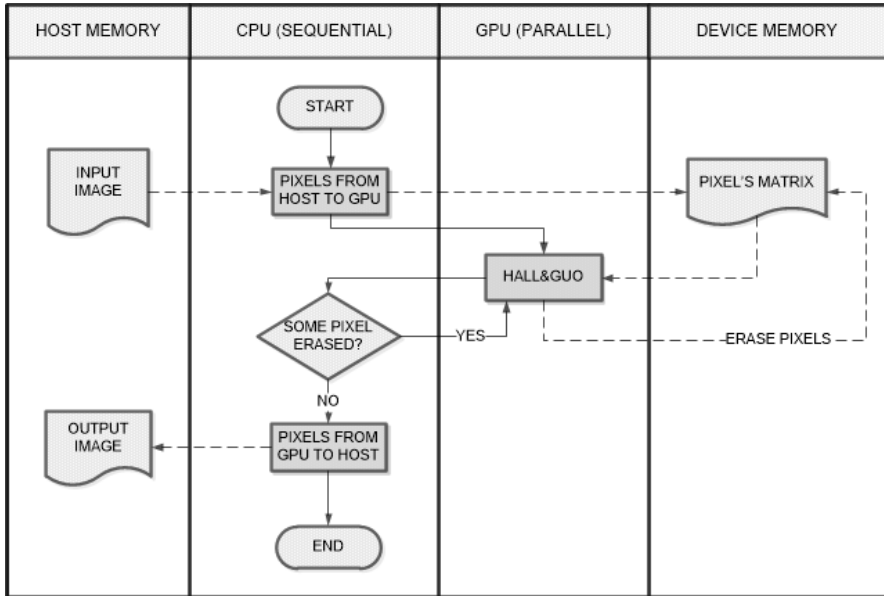 HOST MEMORY
CPU (SEQUENTIAL)
GPU (PARALLEL)
DEVICE MEMORY
START
INPUT
IMAGE
PIXELS FROM
HOST TO GPU
PIXEL'S MATRIX
HALL&GUO
SOME PIXEL
ERASED?
YES
ERASE PIXELS
NO
OUTPUT
IMAGE
PIXELS FROM
GPU TO HOST
END